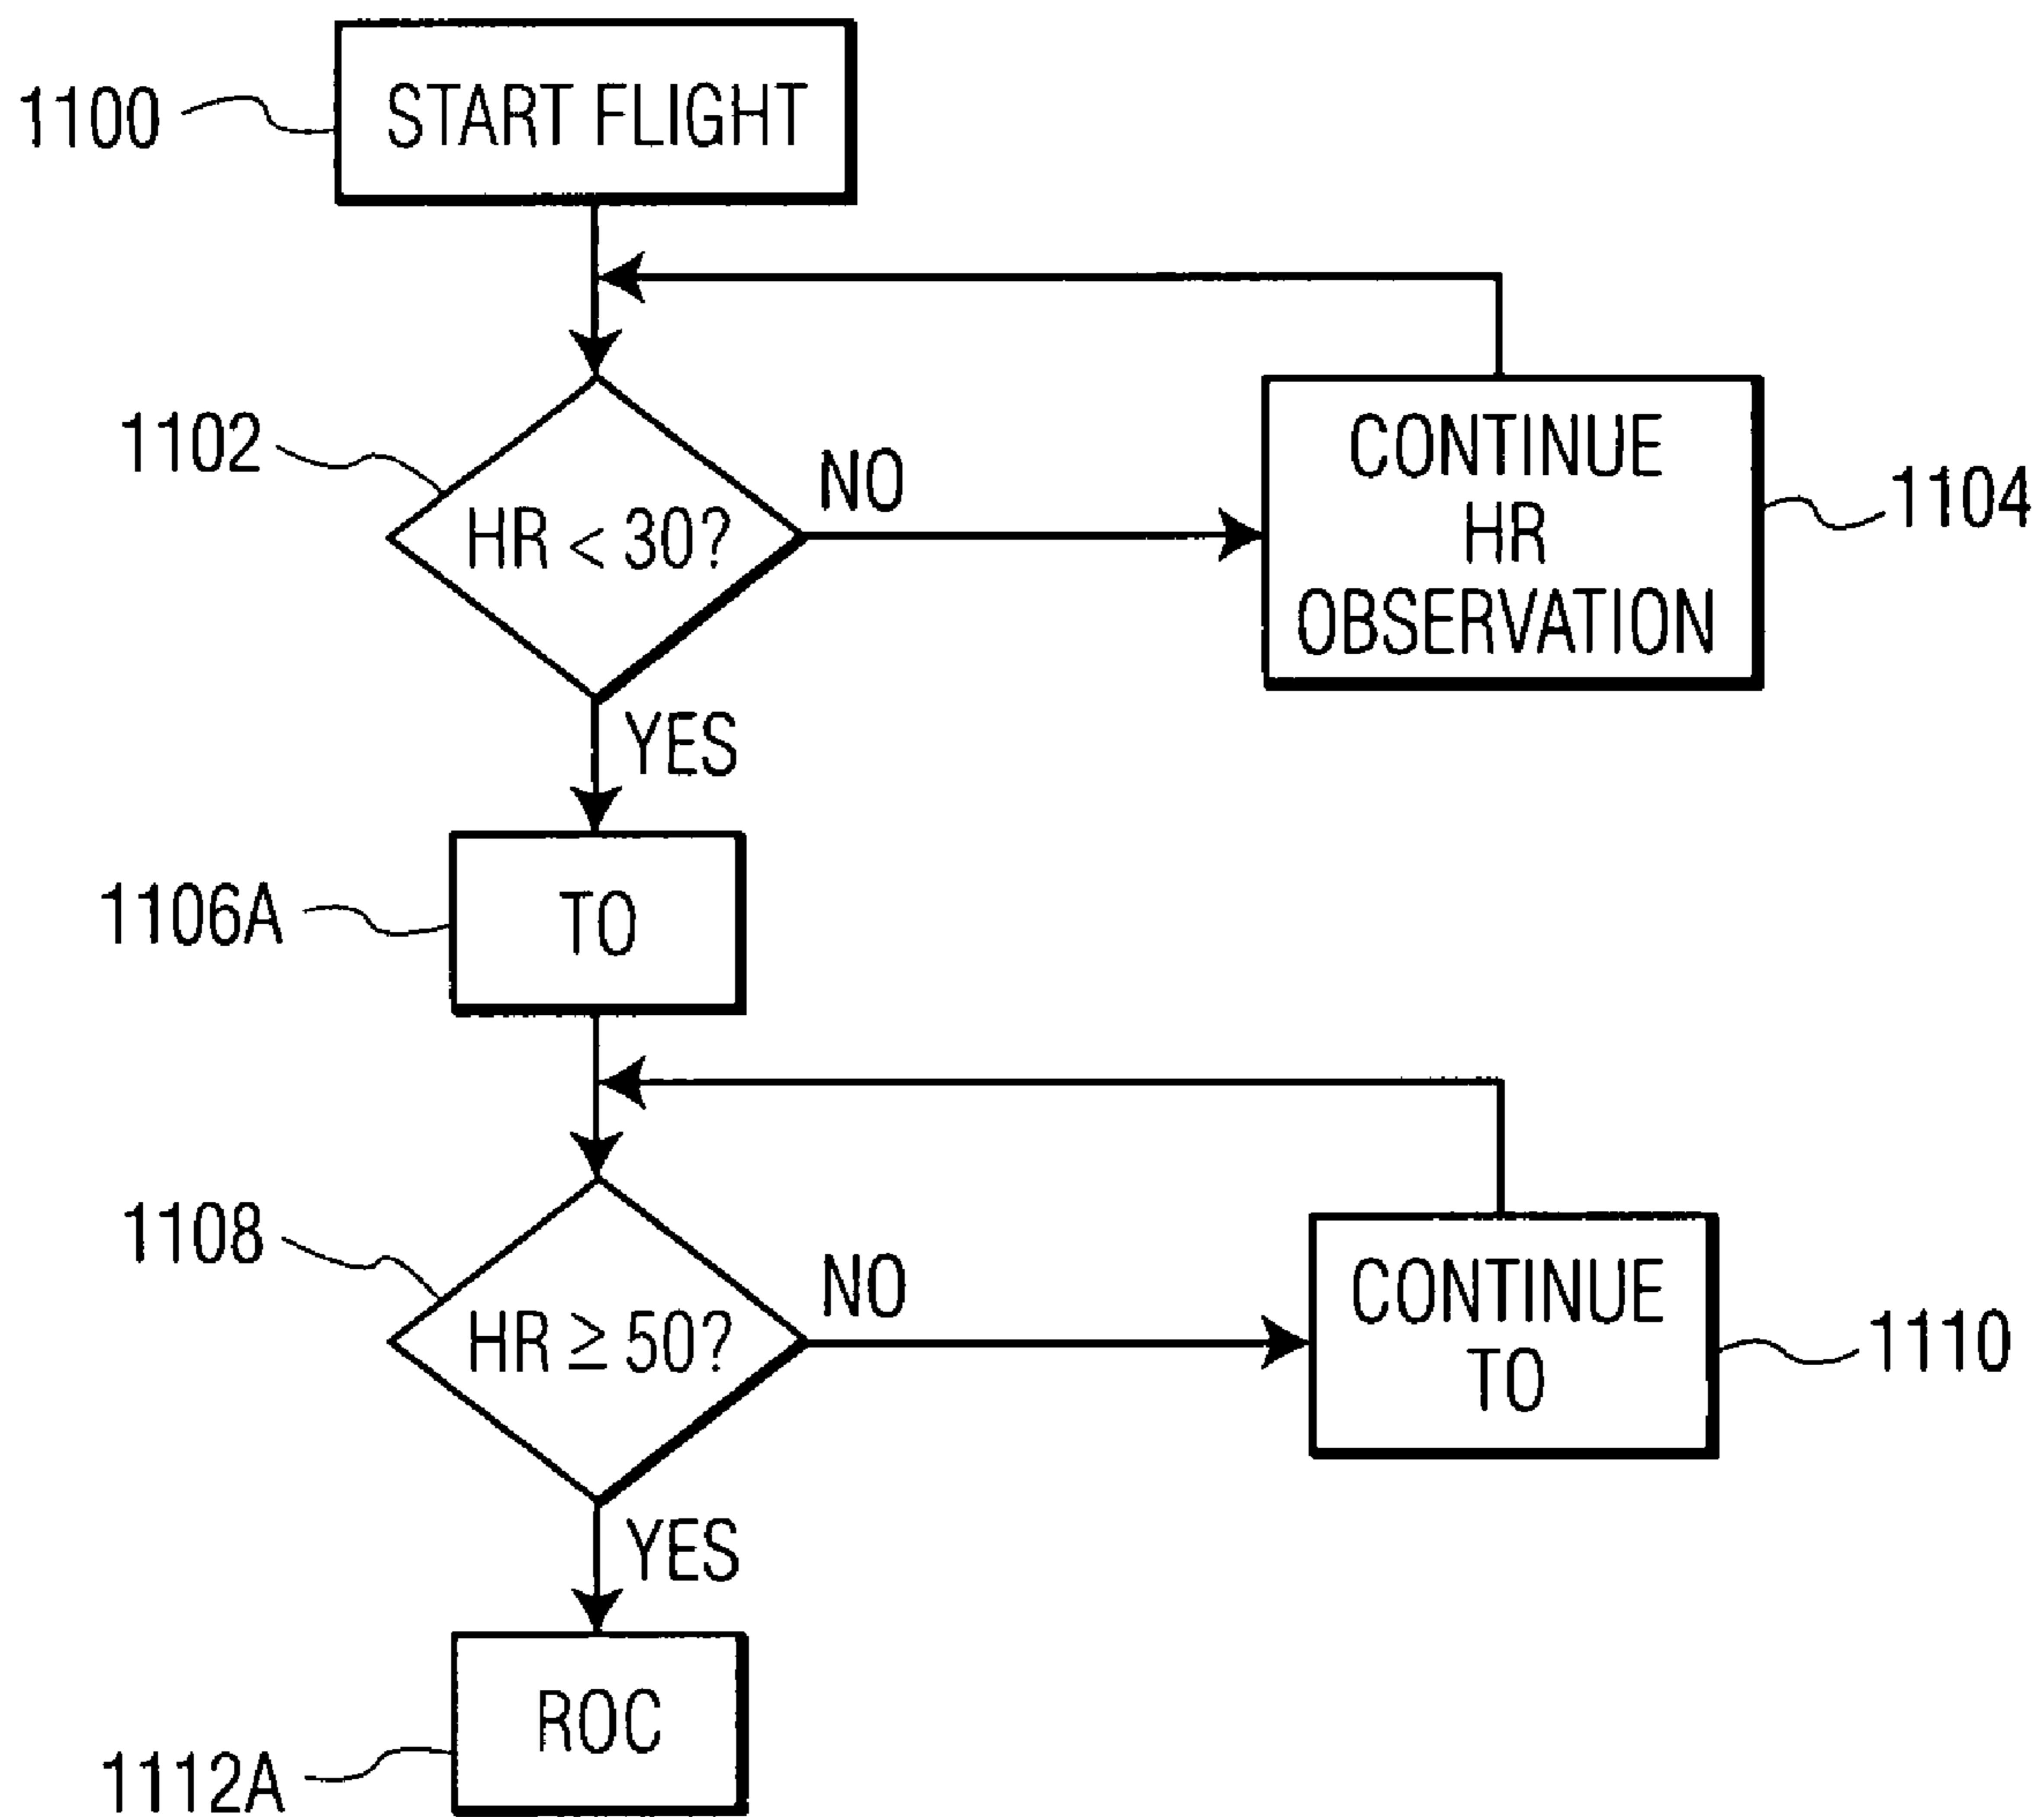 1100
START FLIGHT
1102
HR < 30?
NO
CONTINUE
HR
OBSERVATION
1104
YES
1106A
TO
1108
HR ≥ 50?
NO
CONTINUE
TO
1110
YES
ROC
1112A